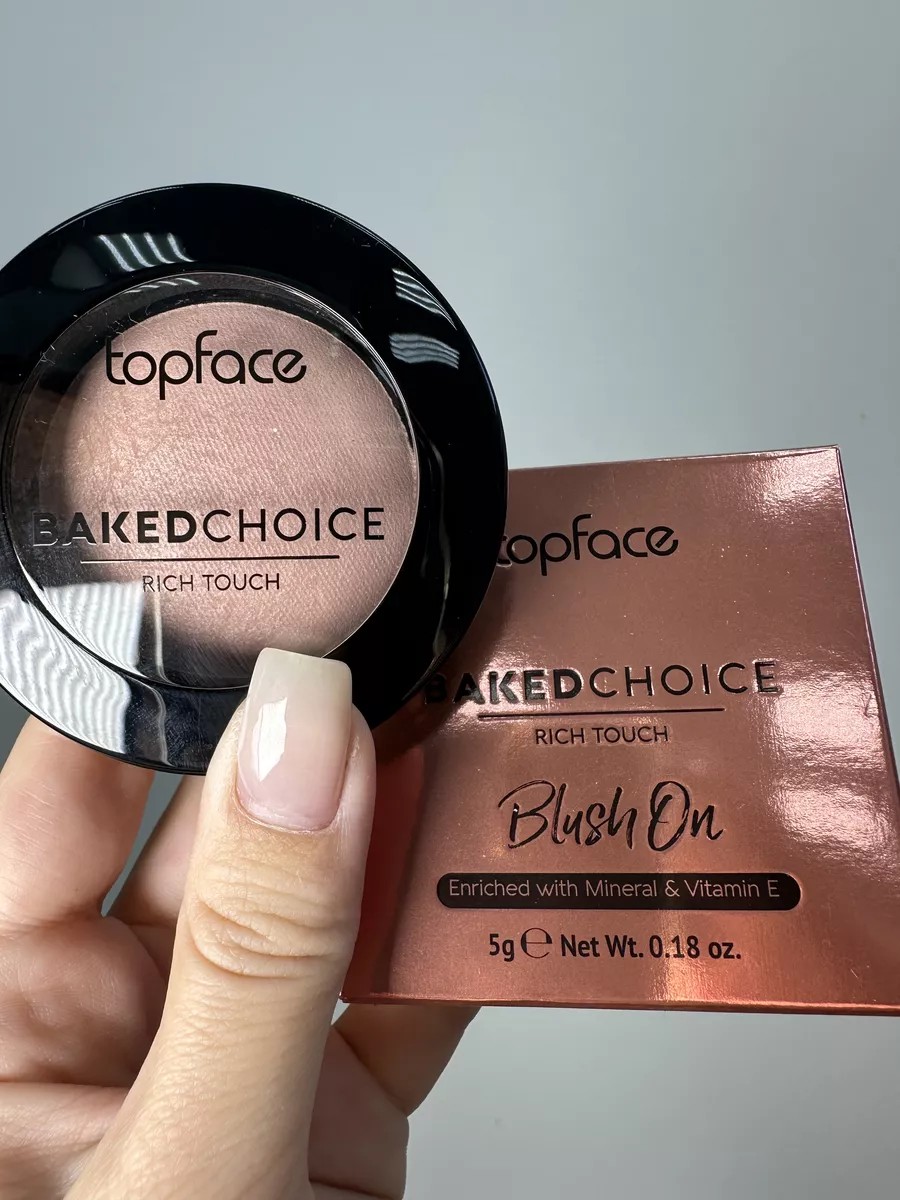 topface
BAKEDCHOICE
RICH TOUCH
topface
BAKEDCHOICE
RICH TOUCH
Blush On
Enriched with Mineral & Vitamin E
5g ℮ Net Wt. 0.18 oz.